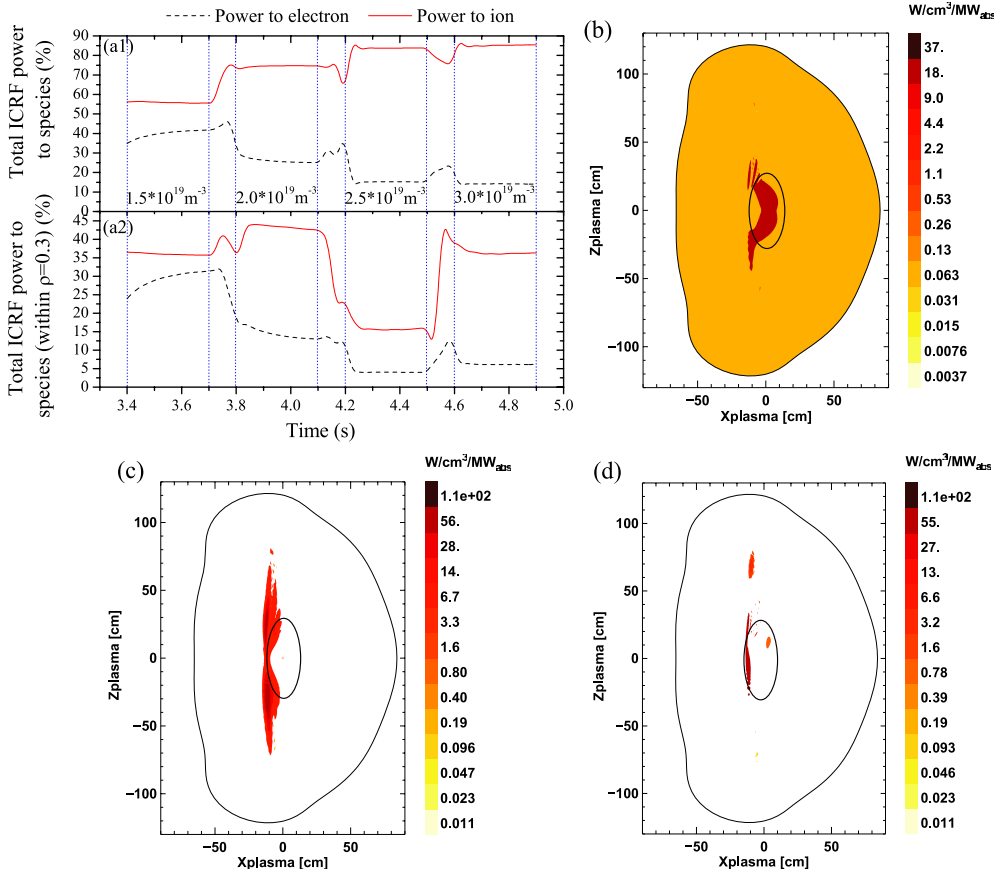 Power to electron Power to ion
(a1)
Total ICRF power
to species (%)
90
80
70
60
50
40
30
20
10
0
1.5*10^19 m^-3 2.0*10^19 m^-3 2.5*10^19 m^-3 3.0*10^19 m^-3
(a2)
Total ICRF power to
species (within ρ=0.3) (%)
45
40
35
30
25
20
15
10
5
0
3.4 3.6 3.8 4.0 4.2 4.4 4.6 4.8 5.0
Time (s)
(b)
W/cm³/MWabs
Zplasma [cm]
100
50
0
−50
−100
−50 0 50
Xplasma [cm]
37.
18.
9.0
4.4
2.2
1.1
0.53
0.26
0.13
0.063
0.031
0.015
0.0076
0.0037
(c)
W/cm³/MWabs
Zplasma [cm]
100
50
0
−50
−100
−50 0 50
Xplasma [cm]
1.1e+02
56.
28.
14.
6.7
3.3
1.6
0.80
0.40
0.19
0.096
0.047
0.023
0.011
(d)
W/cm³/MWabs
Zplasma [cm]
100
50
0
−50
−100
−50 0 50
Xplasma [cm]
1.1e+02
55.
27.
13.
6.6
3.2
1.6
0.78
0.39
0.19
0.093
0.046
0.023
0.011